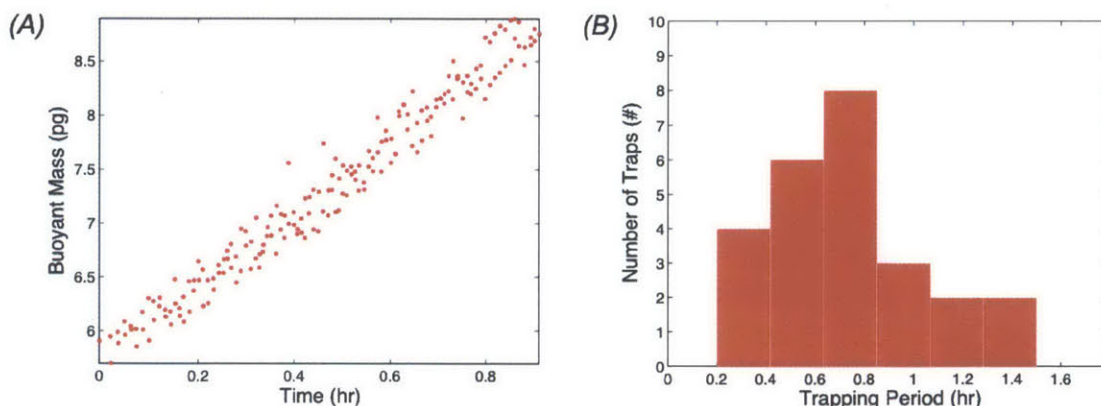 (A)
Buoyant Mass (pg)
8.5
8
7.5
7
6.5
6
0 0.2 0.4 0.6 0.8
Time (hr)
(B)
Number of Traps (#)
10
9
8
7
6
5
4
3
2
1
0
0 0.2 0.4 0.6 0.8 1 1.2 1.4 1.6
Trapping Period (hr)